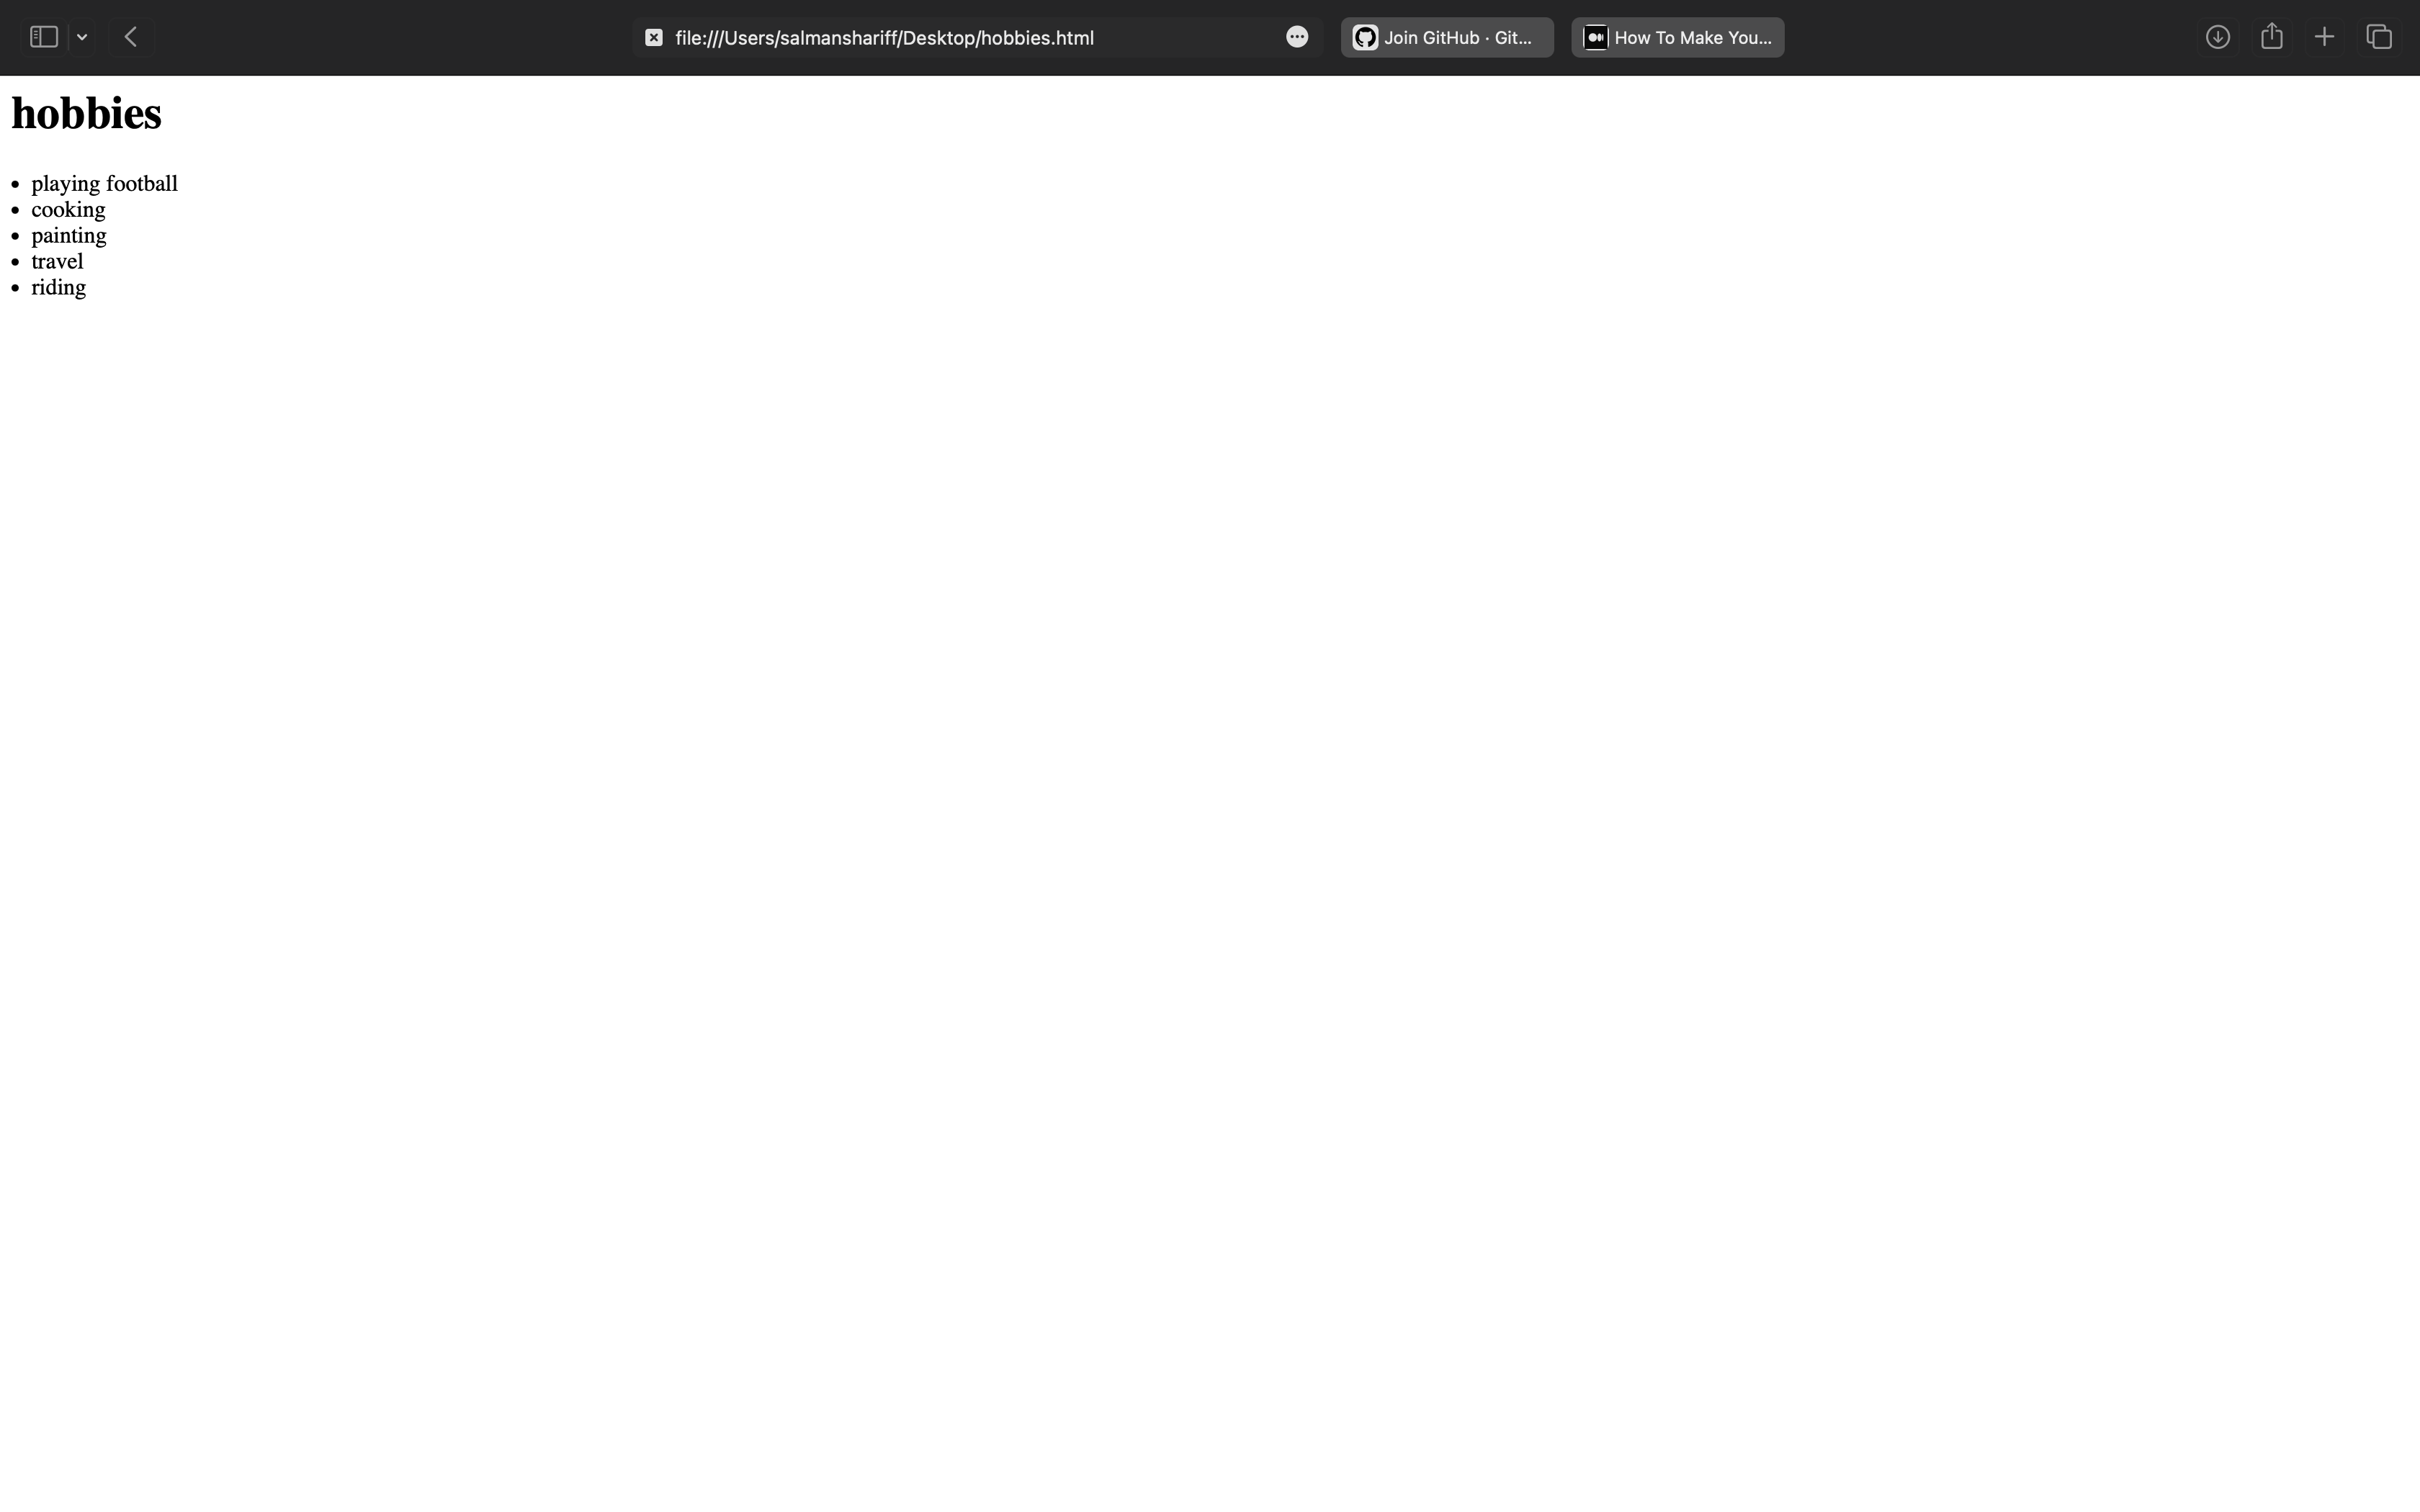 file:///Users/salmanshariff/Desktop/hobbies.html
Join GitHub · Git...
How To Make You...
hobbies
• playing football
• cooking
• painting
• travel
• riding